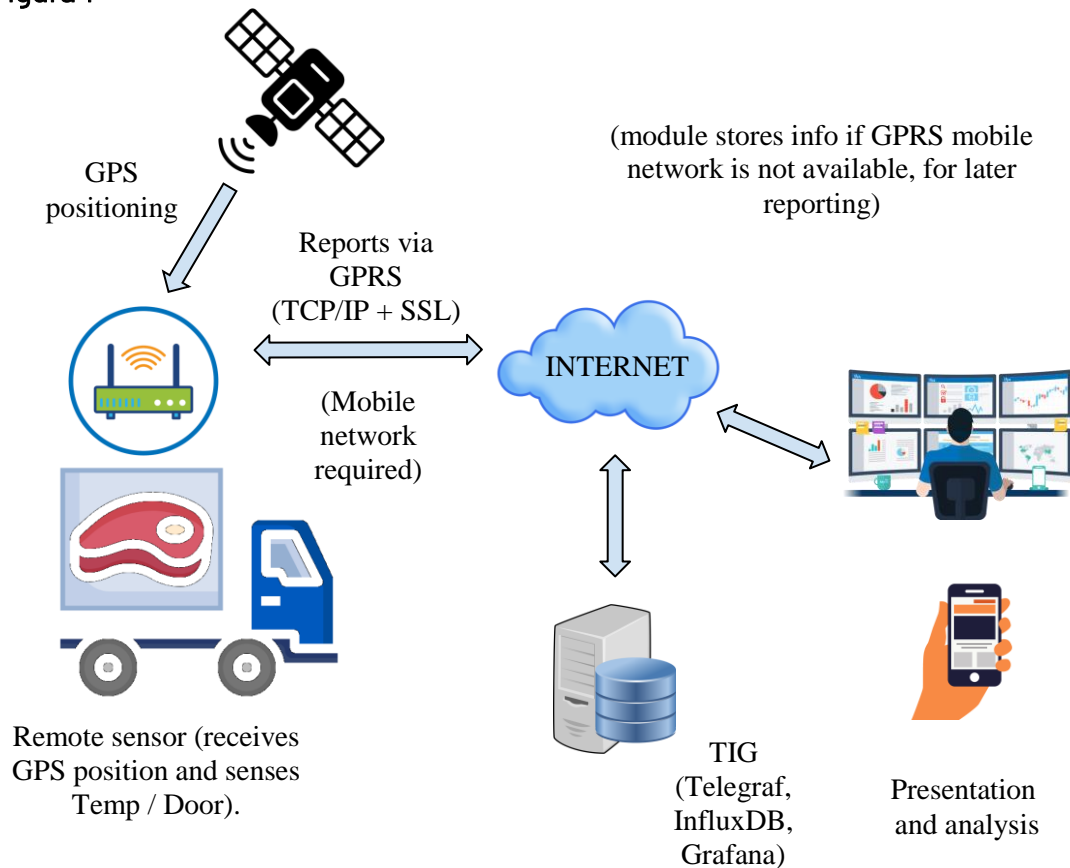 GPS
positioning
(module stores info if GPRS mobile
network is not available, for later
reporting)
Reports via
GPRS
(TCP/IP + SSL)
(Mobile
network
required)
INTERNET
Remote sensor (receives
GPS position and senses
Temp / Door).
TIG
(Telegraf,
InfluxDB,
Grafana)
Presentation
and analysis